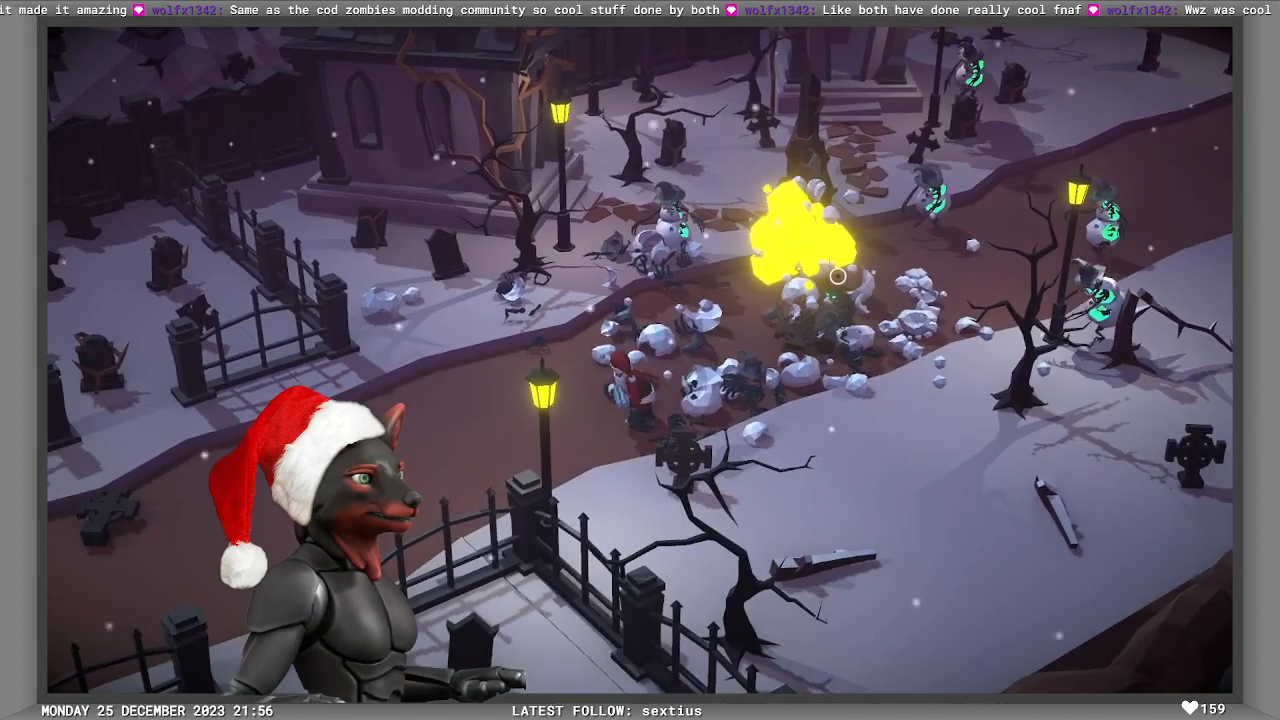 it made it amazing wolfx1342: Same as the cod zombies modding community so cool stuff done by both wolfx1342: Like both have done really cool fnaf wolfx1342: Wwz was cool
MONDAY 25 DECEMBER 2023 21:56 LATEST FOLLOW: sextius 159